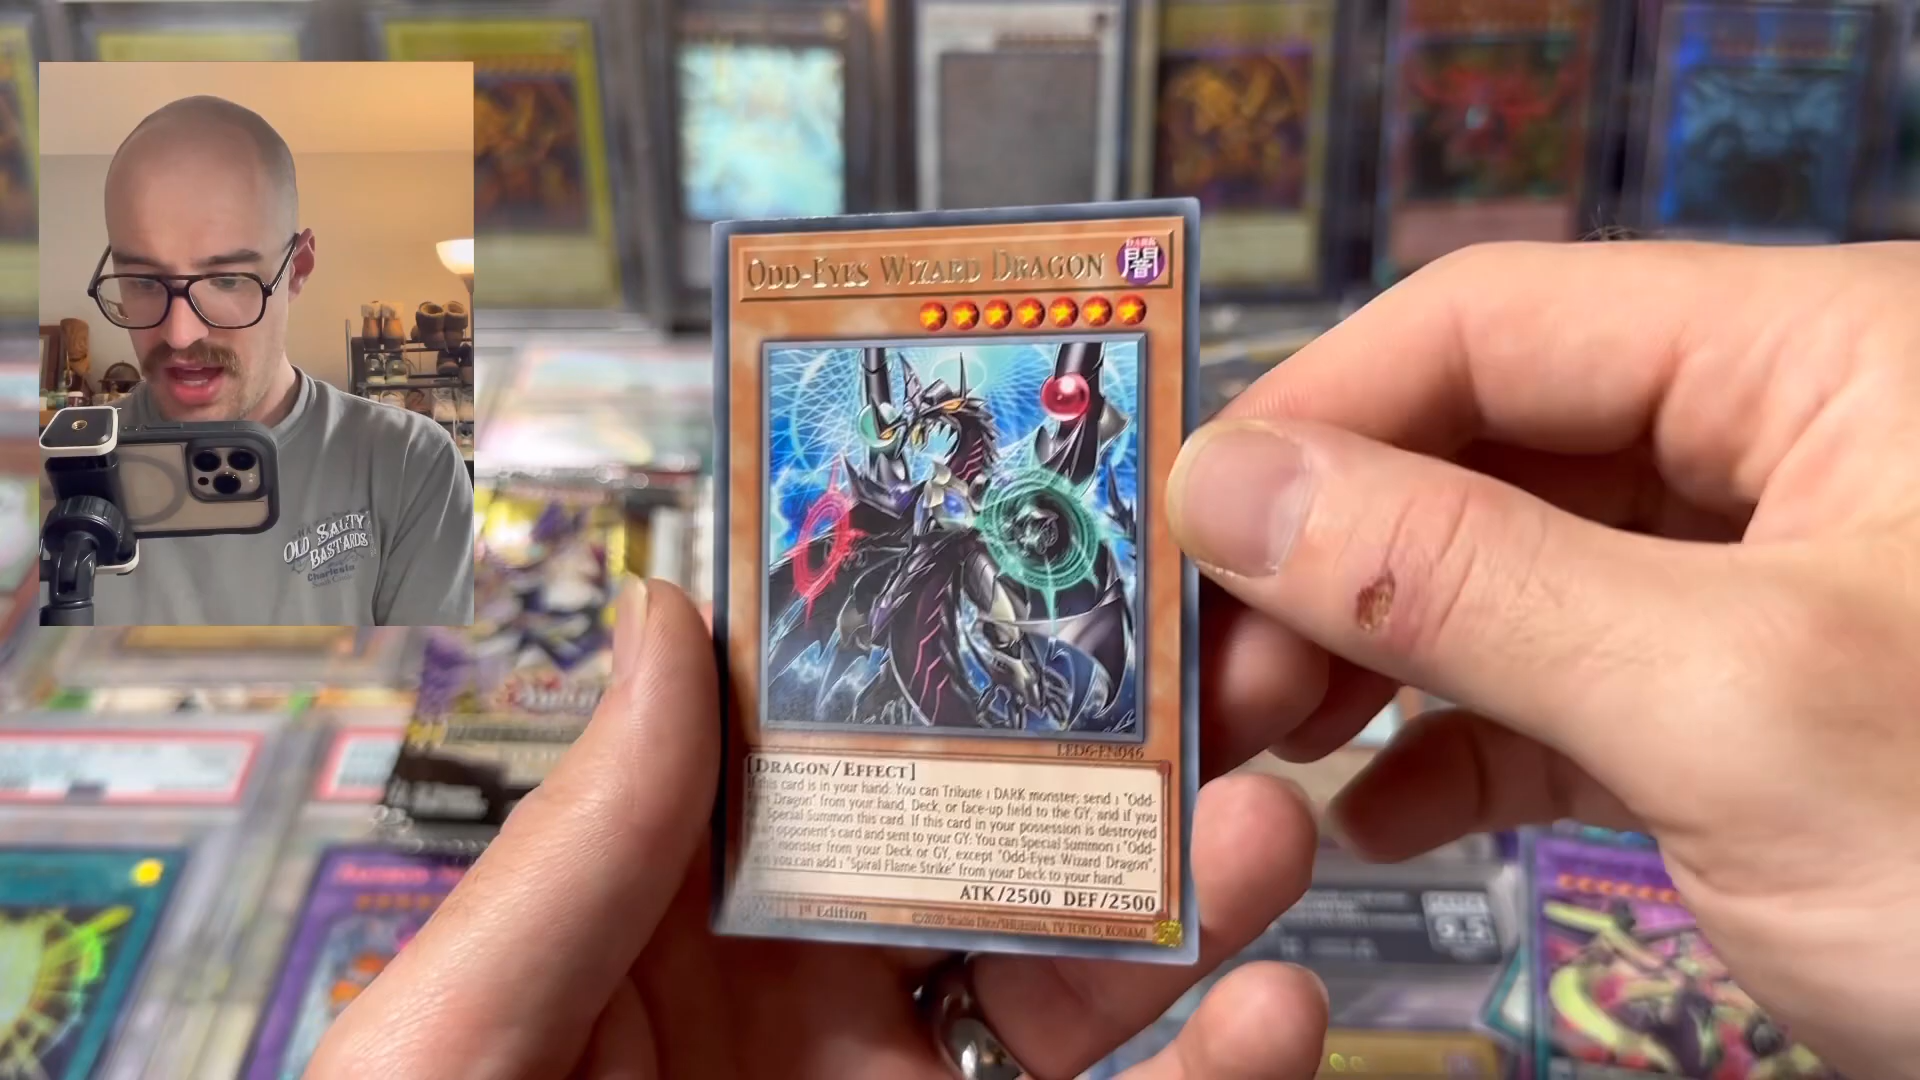 ODD-EYES WIZARD DRAGON
DARK
闇
OLD SALTY
BASTARDS
LED6-EN046
[DRAGON/EFFECT]
If this card is in your hand: You can Tribute 1 DARK monster; send 1 "Odd-
Eyes Dragon" from your hand, Deck, or face-up field to the GY, and if you
Special Summon this card. If this card in your possession is destroyed
opponent's card and sent to your GY: You can Special Summon 1 "Odd-
monster from your Deck or GY, except "Odd-Eyes Wizard Dragon",
you can add 1 "Spiral Flame Strike" from your Deck to your hand.
ATK/2500 DEF/2500
1st Edition
©2020 Studio Dice/SHUEISHA, TV TOKYO, KONAMI
9.5